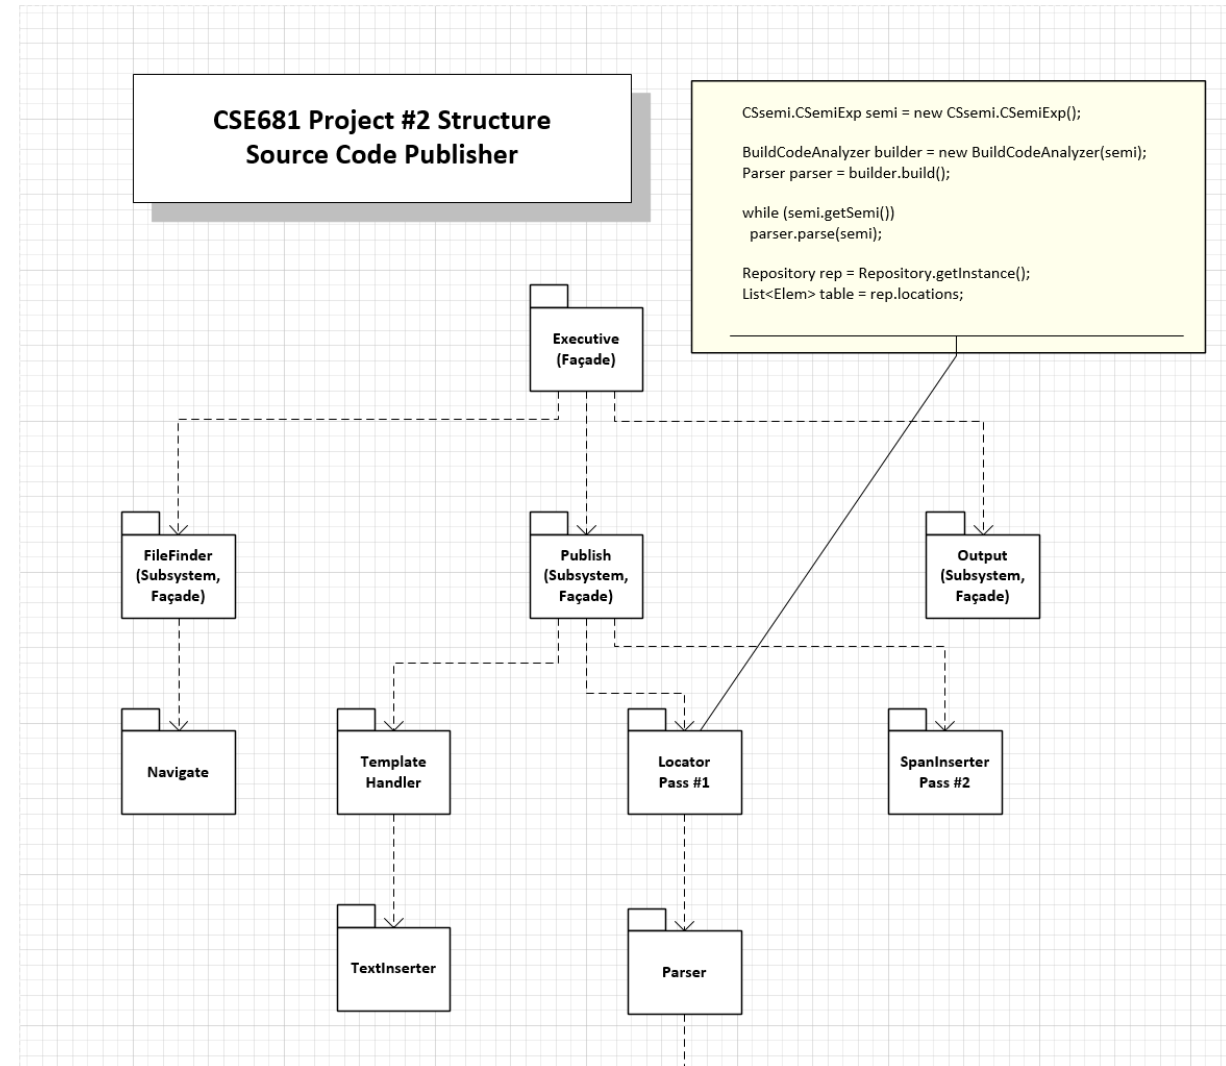 CSE681 Project #2 Structure
Source Code Publisher
CSsemi.CSemiExp semi = new CSsemi.CSemiExp();
BuildCodeAnalyzer builder = new BuildCodeAnalyzer(semi);
Parser parser = builder.build();
while (semi.getSemi())
parser.parse(semi);
Repository rep = Repository.getInstance();
List<Elem> table = rep.locations;
Executive
(Façade)
FileFinder
(Subsystem,
Façade)
Publish
(Subsystem,
Façade)
Output
(Subsystem,
Façade)
Navigate
Template
Handler
Locator
Pass #1
SpanInserter
Pass #2
TextInserter
Parser